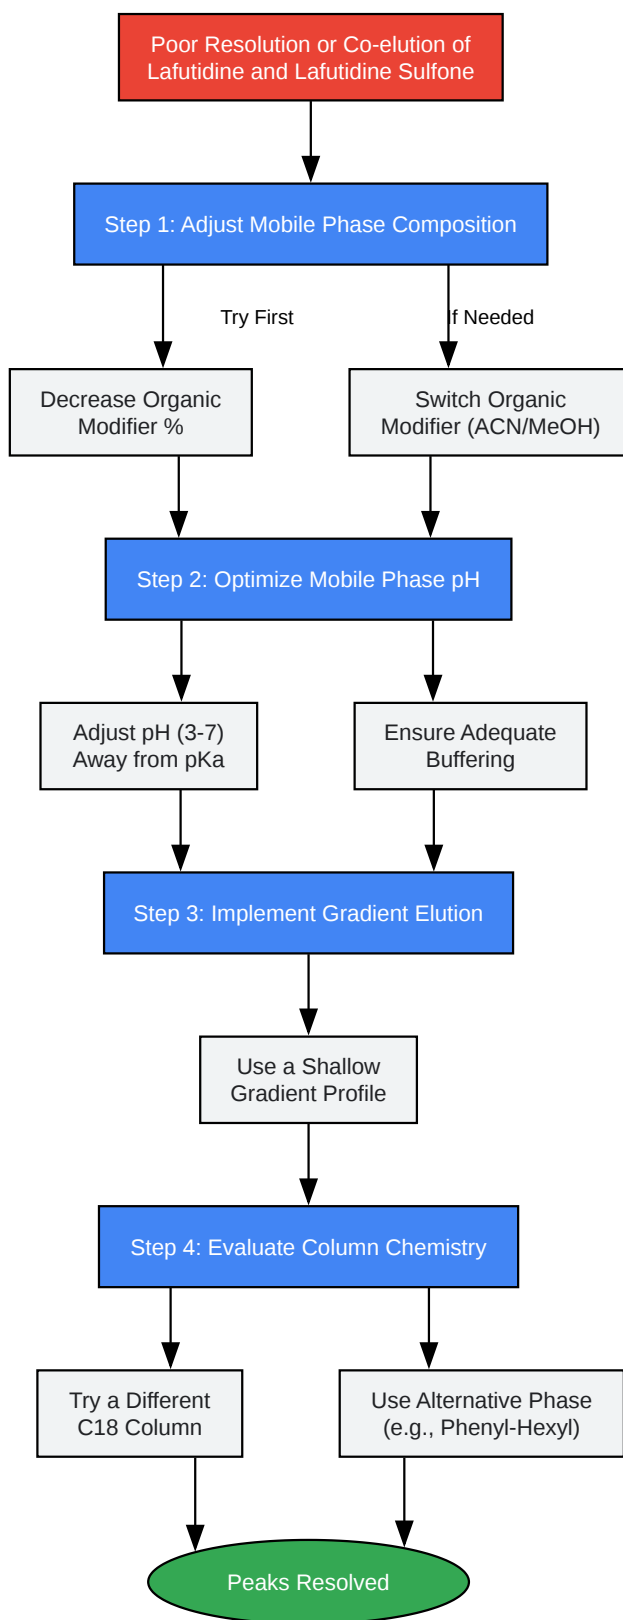 Poor Resolution or Co-elution of
Lafutidine and Lafutidine Sulfone
Step 1: Adjust Mobile Phase Composition
Try First
If Needed
Decrease Organic
Modifier %
Switch Organic
Modifier (ACN/MeOH)
Step 2: Optimize Mobile Phase pH
Adjust pH (3-7)
Away from pKa
Ensure Adequate
Buffering
Step 3: Implement Gradient Elution
Use a Shallow
Gradient Profile
Step 4: Evaluate Column Chemistry
Try a Different
C18 Column
Use Alternative Phase
(e.g., Phenyl-Hexyl)
Peaks Resolved